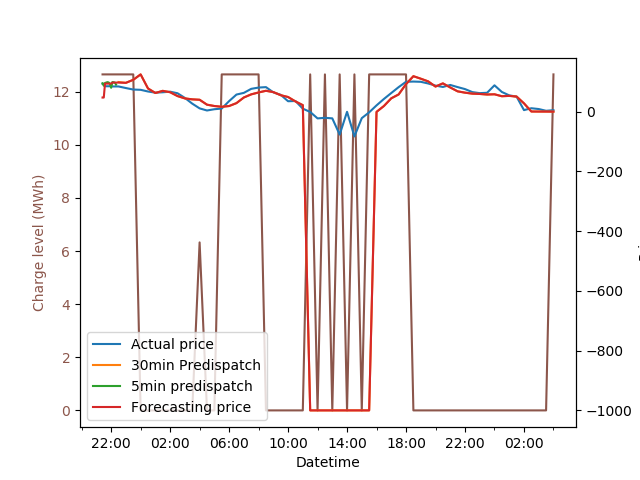 12
10
8
6
4
2
0
Charge level (MWh)
0
−200
−400
−600
−800
−1000
Actual price
30min Predispatch
5min predispatch
Forecasting price
22:00 02:00 06:00 10:00 14:00 18:00 22:00 02:00
Datetime